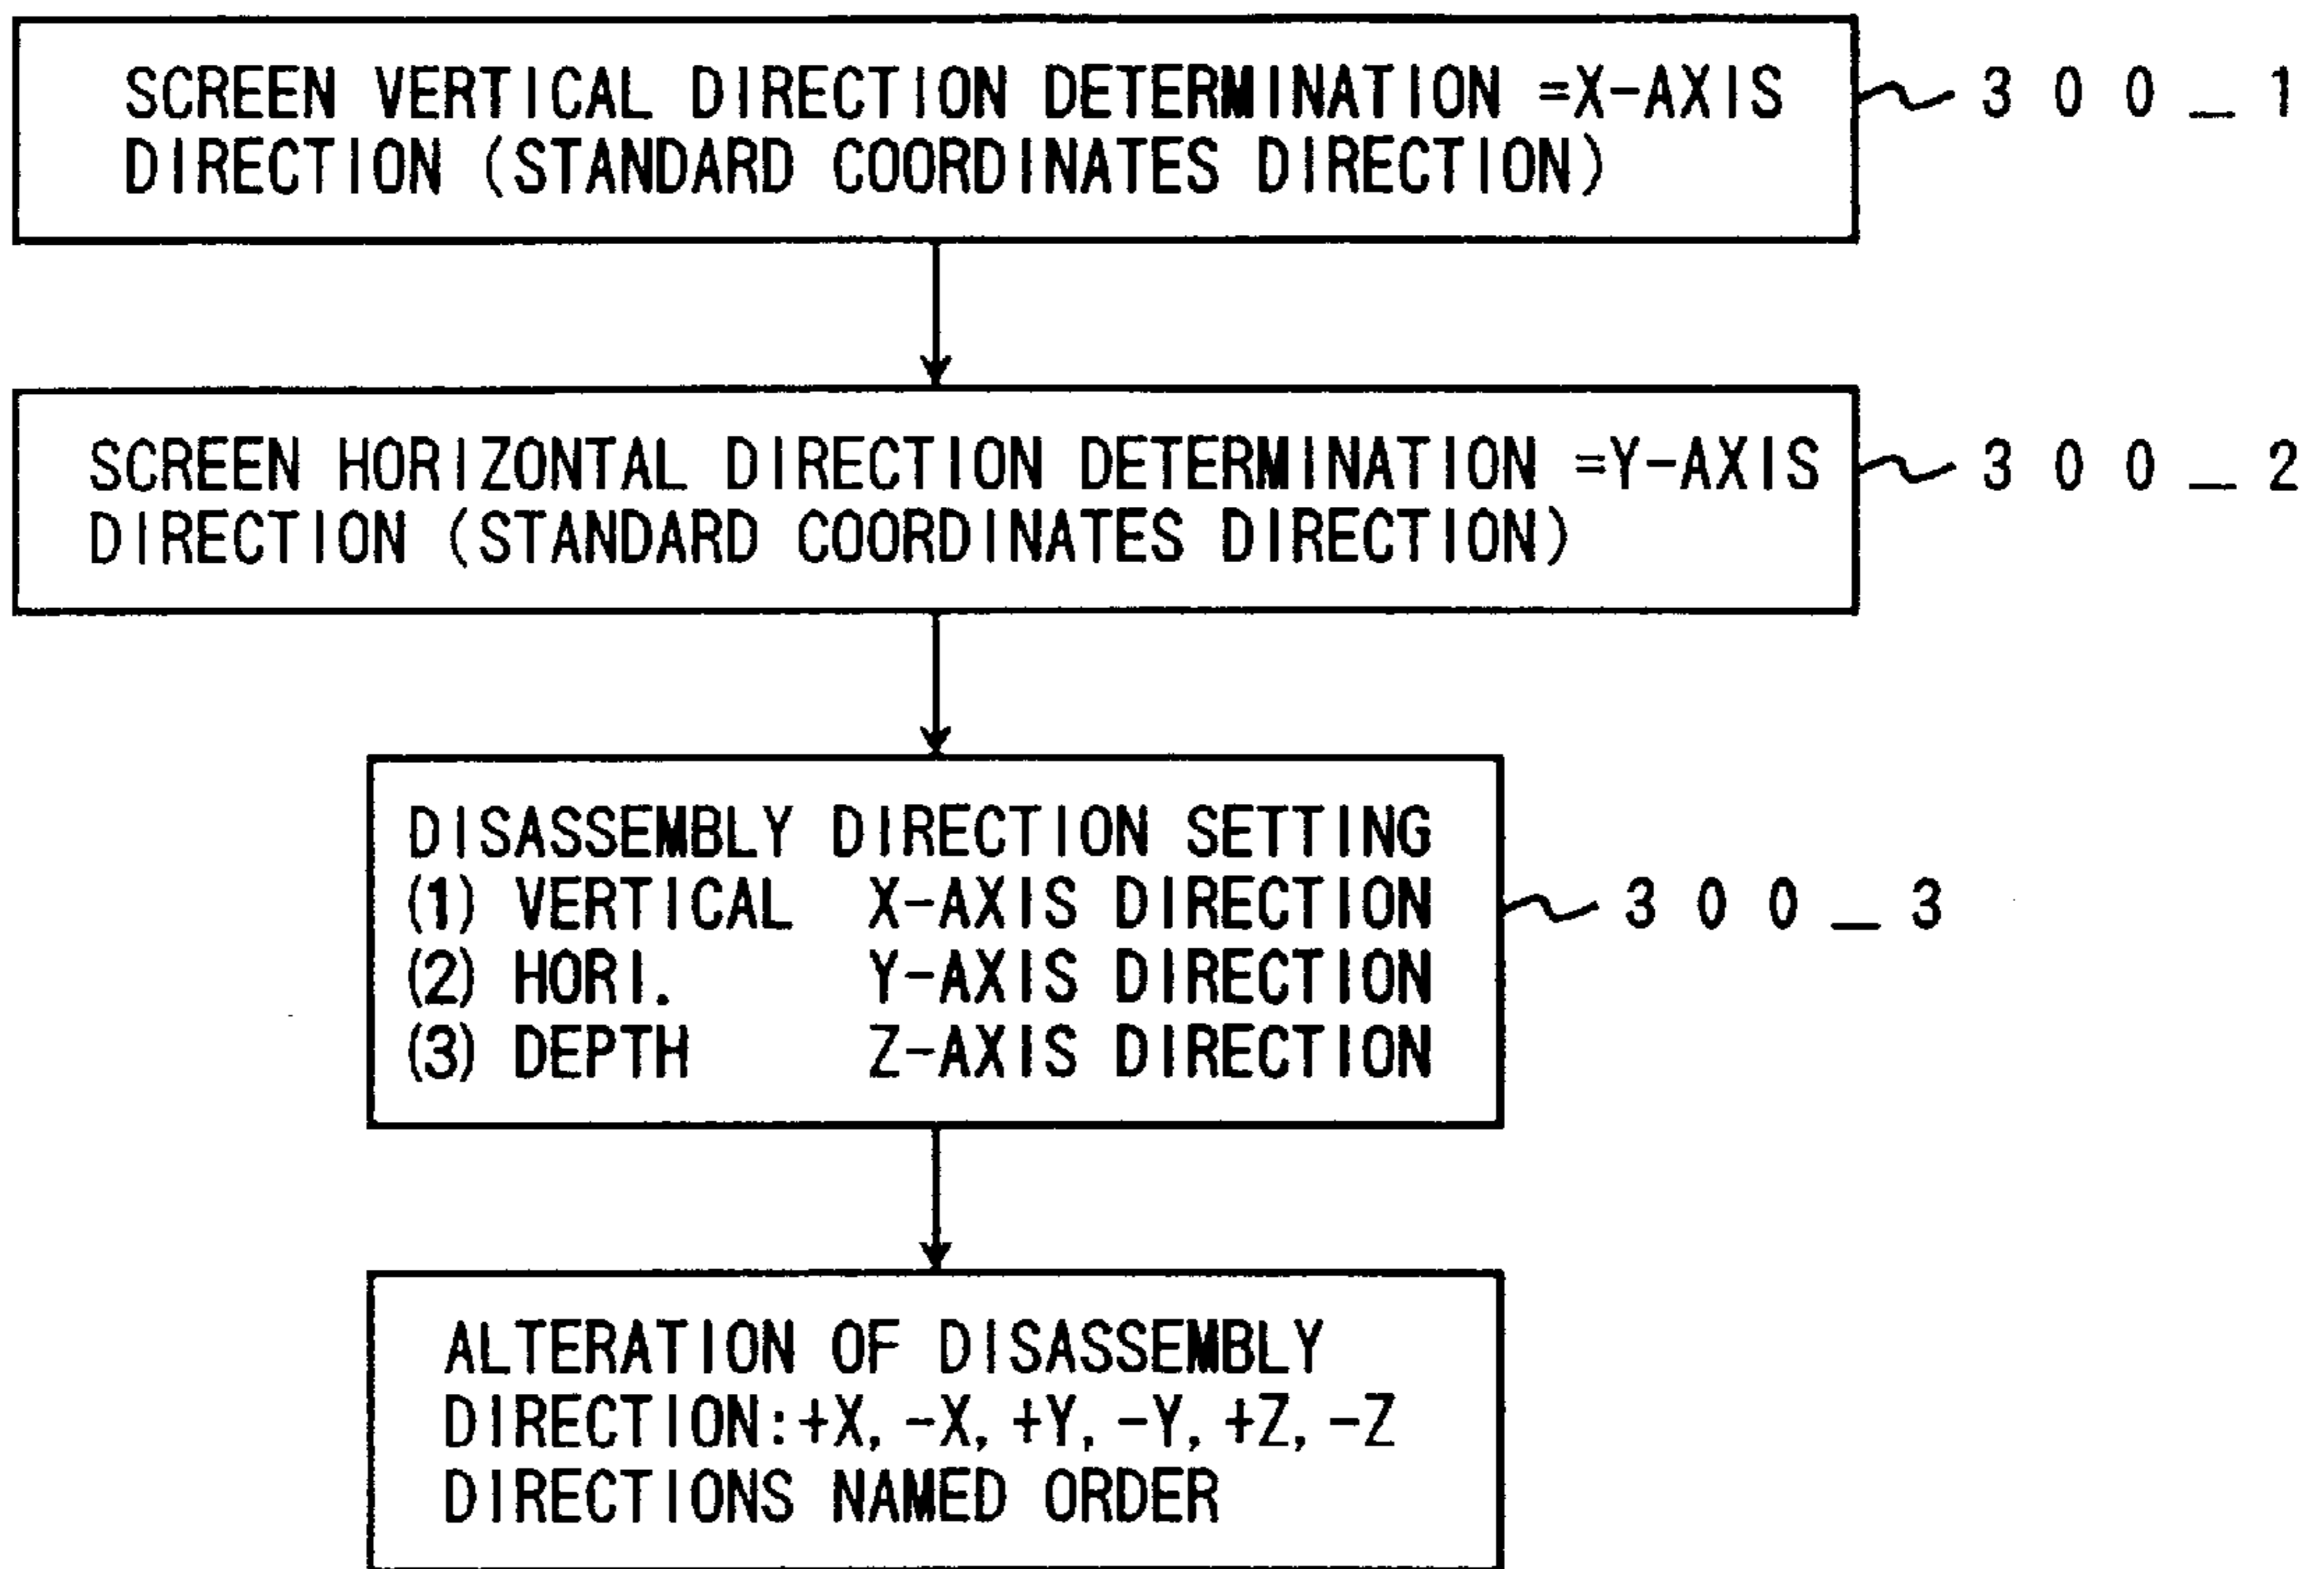 SCREEN VERTICAL DIRECTION DETERMINATION =X-AXIS
DIRECTION (STANDARD COORDINATES DIRECTION)
300_1
SCREEN HORIZONTAL DIRECTION DETERMINATION =Y-AXIS
DIRECTION (STANDARD COORDINATES DIRECTION)
300_2
DISASSEMBLY DIRECTION SETTING
(1) VERTICAL X-AXIS DIRECTION
(2) HORI. Y-AXIS DIRECTION
(3) DEPTH Z-AXIS DIRECTION
300_3
ALTERATION OF DISASSEMBLY
DIRECTION:+X, -X, +Y, -Y, +Z, -Z
DIRECTIONS NAMED ORDER